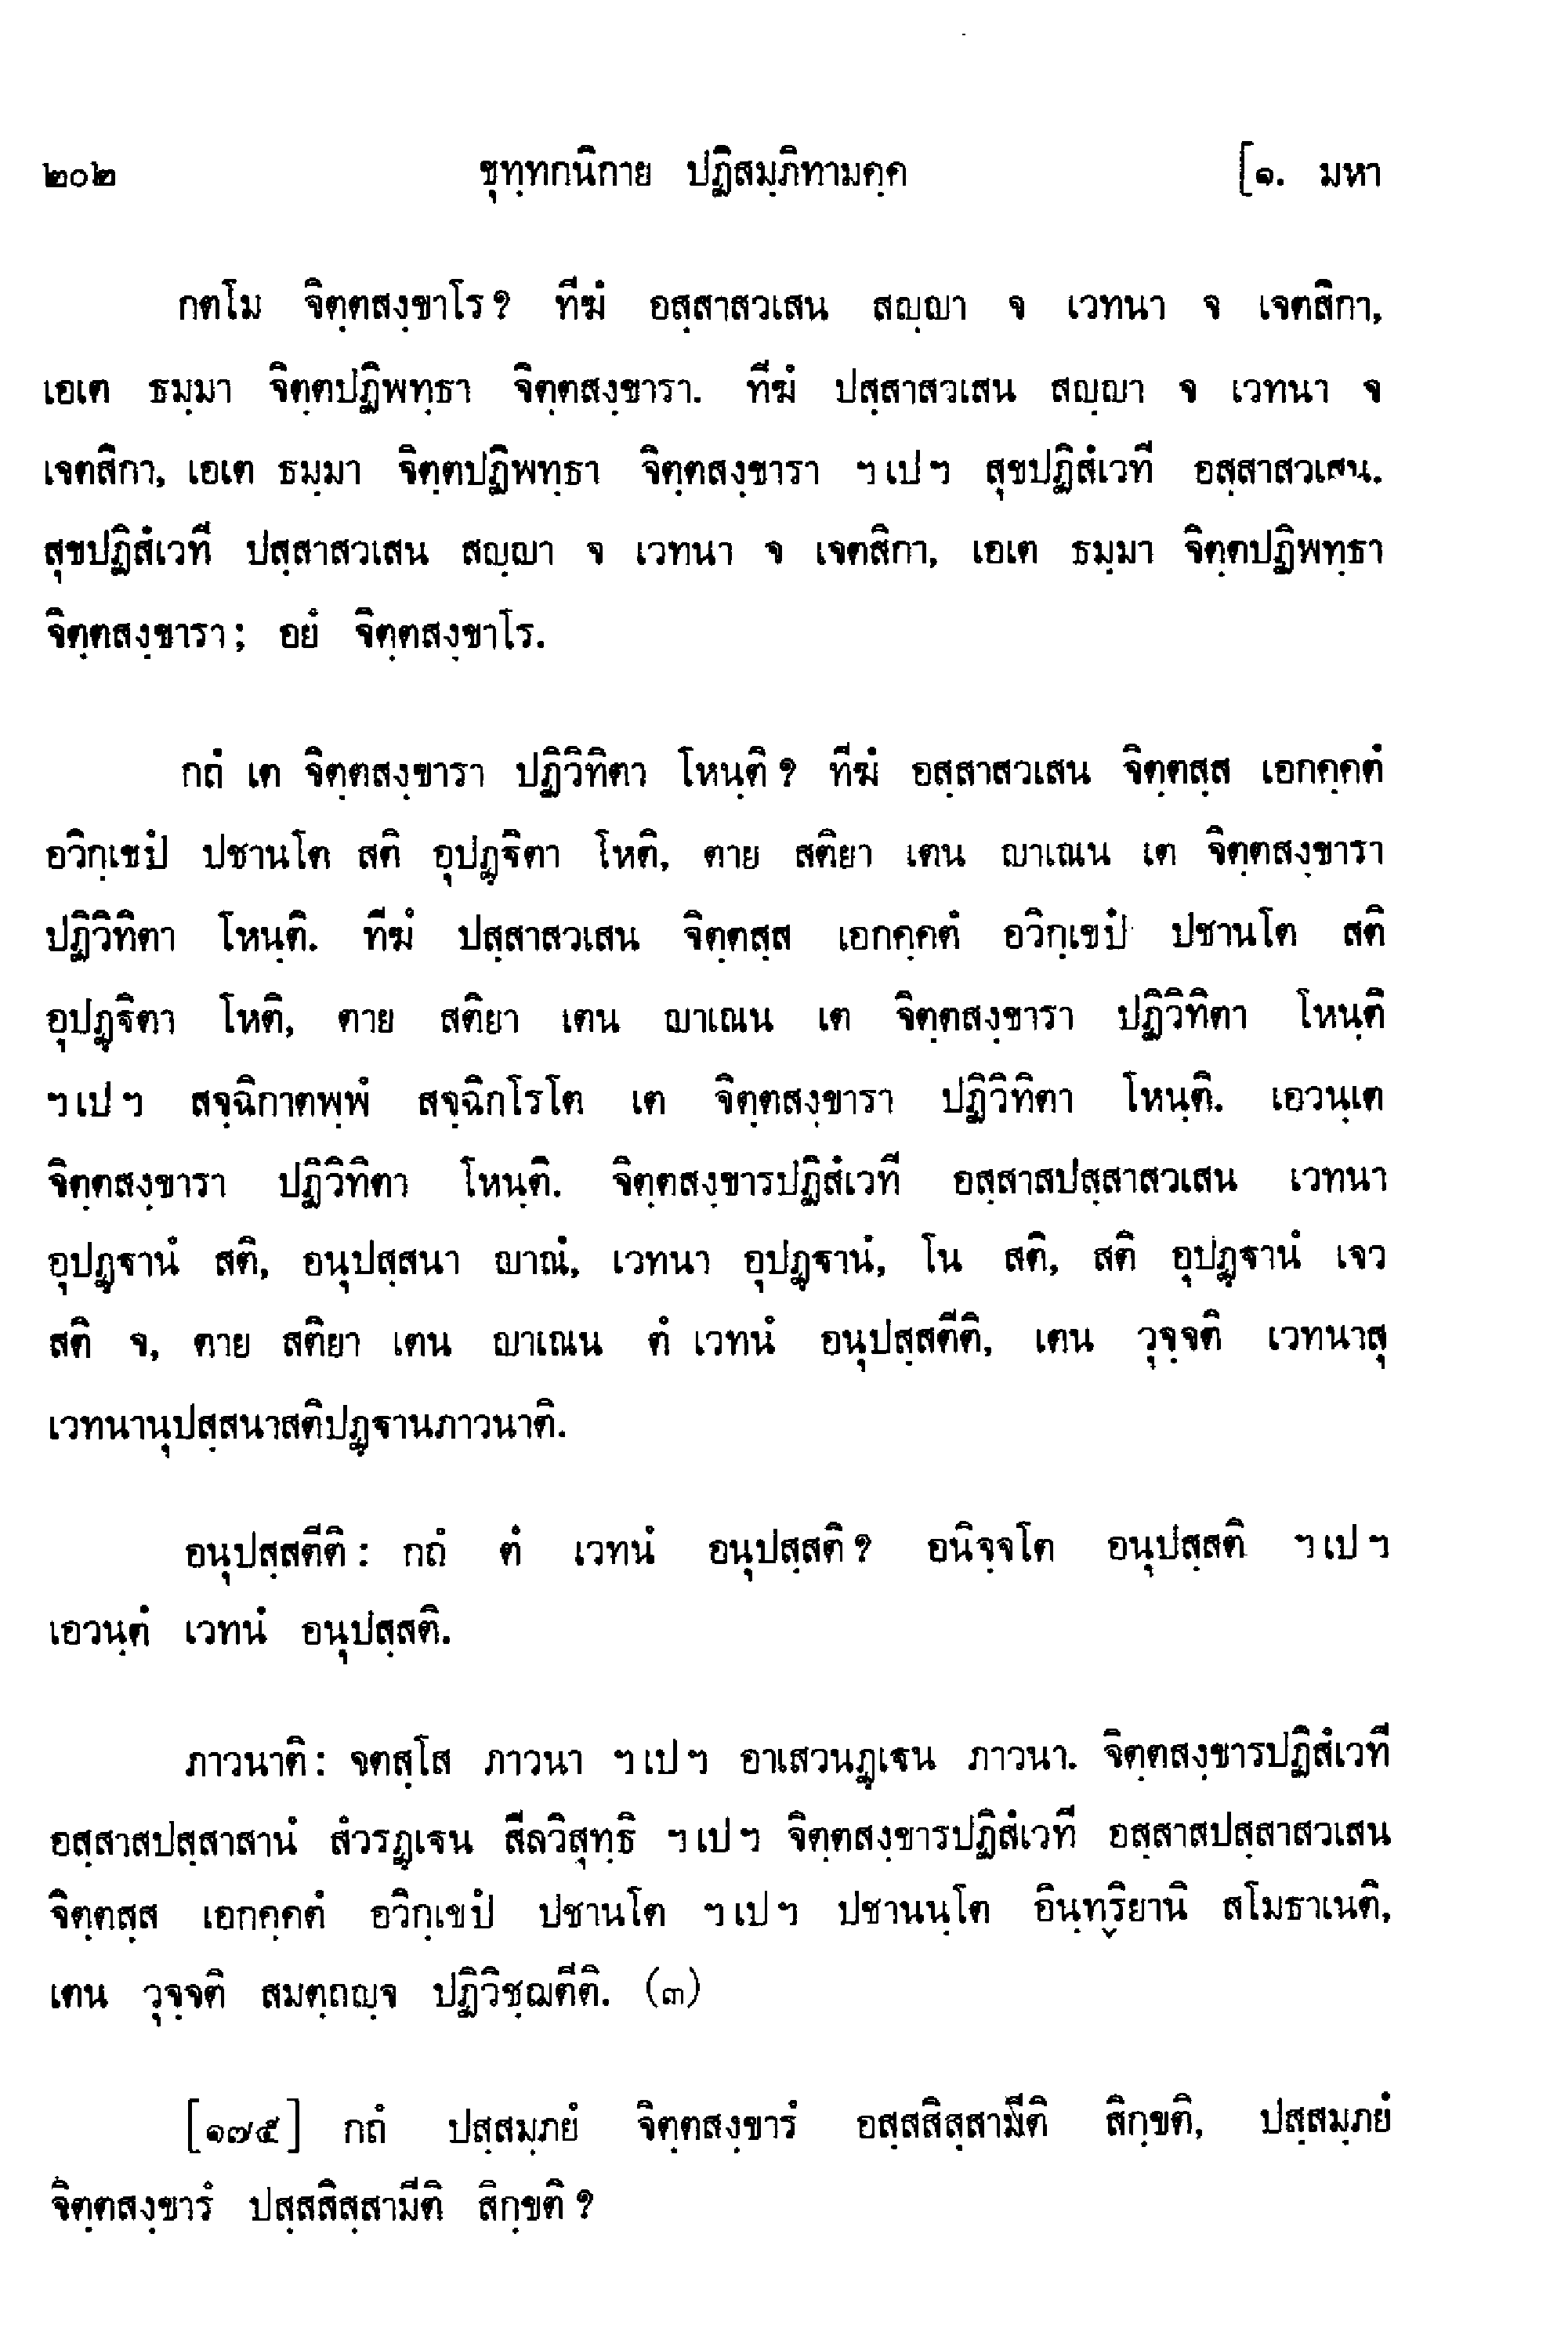 ๒๐๒ ขุทฺทกนิกาย ปฏิสมฺภิทามคฺค [๑. มหา
กตโม จิตฺตสงฺขาโร? ทีฆํ อสฺสาสวเสน สญฺญา จ เวทนา จ เจตสิกา,
เอเต ธมฺมา จิตฺตปฏิพทฺธา จิตฺตสงฺขารา. ทีฆํ ปสฺสาสวเสน สญฺญา จ เวทนา จ
เจตสิกา, เอเต ธมฺมา จิตฺตปฏิพทฺธา จิตฺตสงฺขารา ฯเปฯ สุขปฏิสํเวที อสฺสาสวเสน.
สุขปฏิสํเวที ปสฺสาสวเสน สญฺญา จ เวทนา จ เจตสิกา, เอเต ธมฺมา จิตฺตปฏิพทฺธา
จิตฺตสงฺขารา; อยํ จิตฺตสงฺขาโร.
กถํ เต จิตฺตสงฺขารา ปฏิวิทิตา โหนฺติ? ทีฆํ อสฺสาสวเสน จิตฺตสฺส เอกคฺคตํ
อวิกฺเขปํ ปชานโต สติ อุปฏฺฐิตา โหติ, ตาย สติยา เตน ญาเณน เต จิตฺตสงฺขารา
ปฏิวิทิตา โหนฺติ. ทีฆํ ปสฺสาสวเสน จิตฺตสฺส เอกคฺคตํ อวิกฺเขปํ ปชานโต สติ
อุปฏฺฐิตา โหติ, ตาย สติยา เตน ญาเณน เต จิตฺตสงฺขารา ปฏิวิทิตา โหนฺติ
ฯเปฯ สจฺฉิกาตพฺพํ สจฺฉิกโรโต เต จิตฺตสงฺขารา ปฏิวิทิตา โหนฺติ. เอวนฺเต
จิตฺตสงฺขารา ปฏิวิทิตา โหนฺติ. จิตฺตสงฺขารปฏิสํเวที อสฺสาสปสฺสาสวเสน เวทนา
อุปฏฺฐานํ สติ, อนุปสฺสนา ญาณํ, เวทนา อุปฏฺฐานํ, โน สติ, สติ อุปฏฺฐานํ เจว
สติ จ, ตาย สติยา เตน ญาเณน ตํ เวทนํ อนุปสฺสตีติ, เตน วุจฺจติ เวทนาสุ
เวทนานุปสฺสนาสติปฏฺฐานภาวนาติ.
อนุปสฺสตีติ: กถํ ตํ เวทนํ อนุปสฺสติ? อนิจฺจโต อนุปสฺสติ ฯเปฯ
เอวนฺตํ เวทนํ อนุปสฺสติ.
ภาวนาติ: จตสฺโส ภาวนา ฯเปฯ อาเสวนฏฺเฐน ภาวนา. จิตฺตสงฺขารปฏิสํเวที
อสฺสาสปสฺสาสานํ สํวรฏฺเฐน สีลวิสุทฺธิ ฯเปฯ จิตฺตสงฺขารปฏิสํเวที อสฺสาสปสฺสาสวเสน
จิตฺตสฺส เอกคฺคตํ อวิกฺเขปํ ปชานโต ฯเปฯ ปชานนฺโต อินฺทฺริยานิ สโมธาเนติ,
เตน วุจฺจติ สมตฺถญฺจ ปฏิวิชฺฌตีติ. (๓)
[๑๗๕] กถํ ปสฺสมฺภยํ จิตฺตสงฺขารํ อสฺสสิสฺสามีติ สิกฺขติ, ปสฺสมฺภยํ
จิตฺตสงฺขารํ ปสฺสสิสฺสามีติ สิกฺขติ?